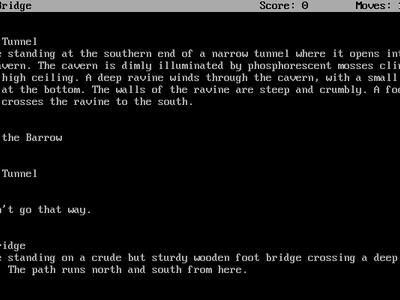 Bridge Score: 0 Moves:
Tunnel
standing at the southern end of a narrow tunnel where it opens
vern. The cavern is dimly illuminated by phosphorescent mosses
high ceiling. A deep ravine winds through the cavern, with a small
at the bottom. The walls of the ravine are steep and crumbly. A
crosses the ravine to the south.
the Barrow
Tunnel
't go that way.
ridge
standing on a crude but sturdy wooden foot bridge crossing a deep
The path runs north and south from here.